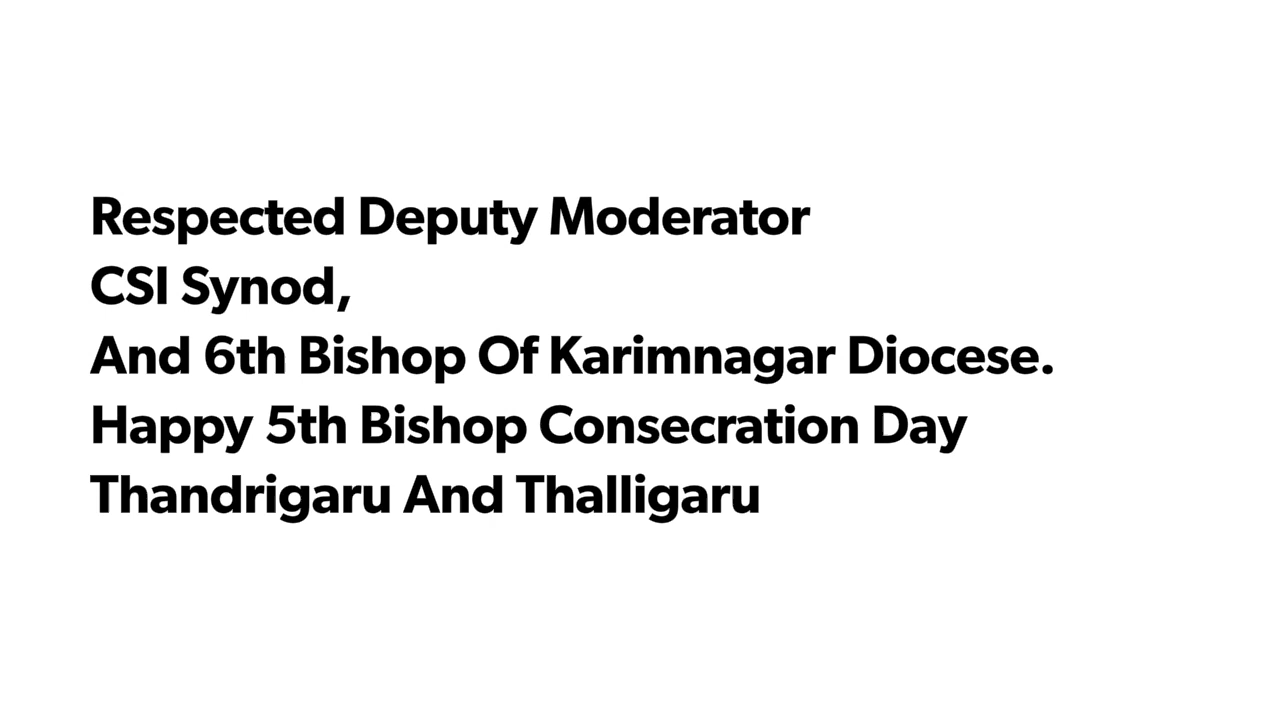 Respected Deputy Moderator
CSI Synod,
And 6th Bishop Of Karimnagar Diocese.
Happy 5th Bishop Consecration Day
Thandrigaru And Thalligaru